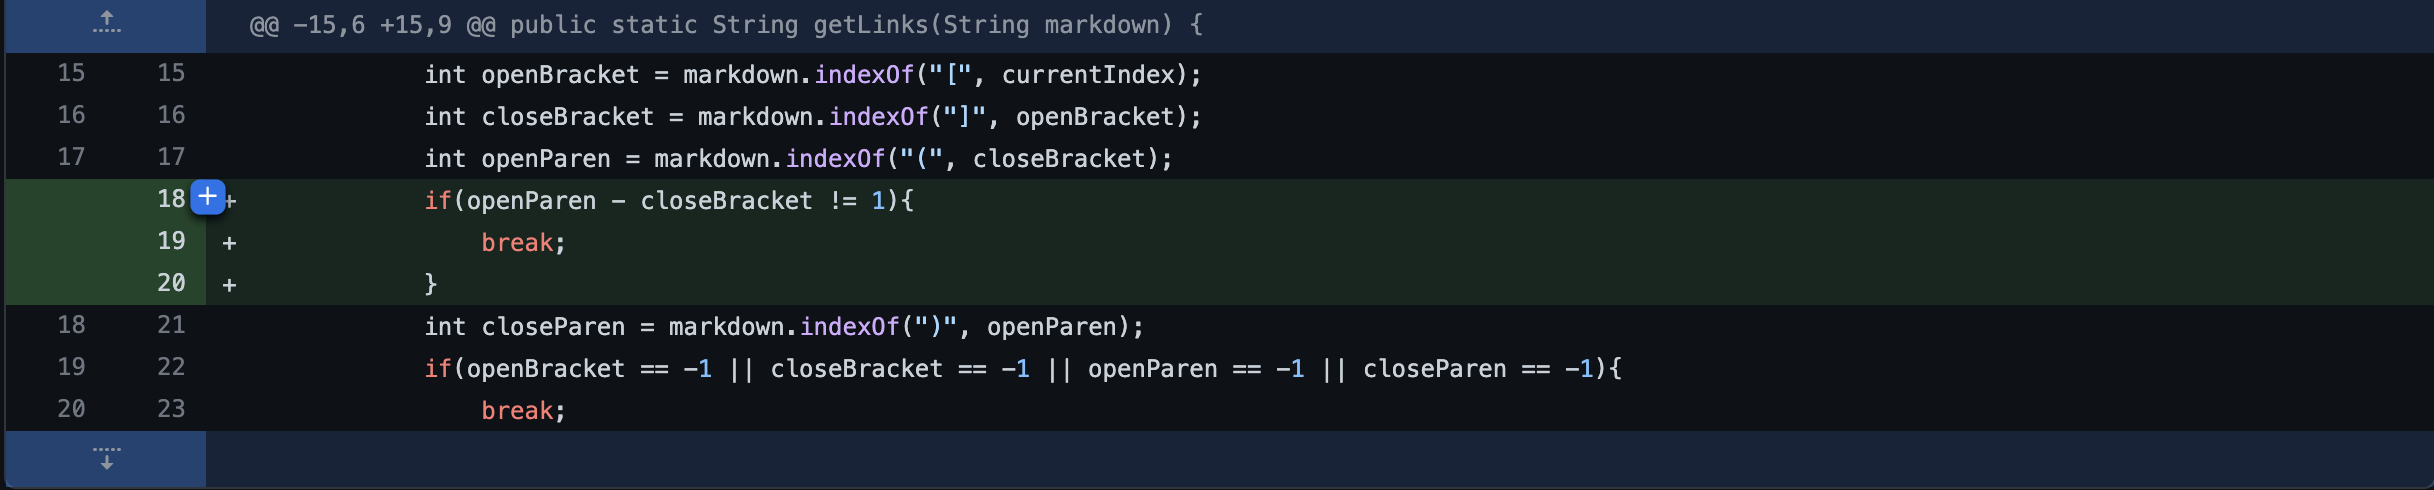 @@ -15,6 +15,9 @@ public static String getLinks(String markdown) {
15 15 int openBracket = markdown.indexOf("[", currentIndex);
16 16 int closeBracket = markdown.indexOf("]", openBracket);
17 17 int openParen = markdown.indexOf("(", closeBracket);
18 + if(openParen - closeBracket != 1){
19 + break;
20 + }
18 21 int closeParen = markdown.indexOf(")", openParen);
19 22 if(openBracket == -1 || closeBracket == -1 || openParen == -1 || closeParen == -1){
20 23 break;